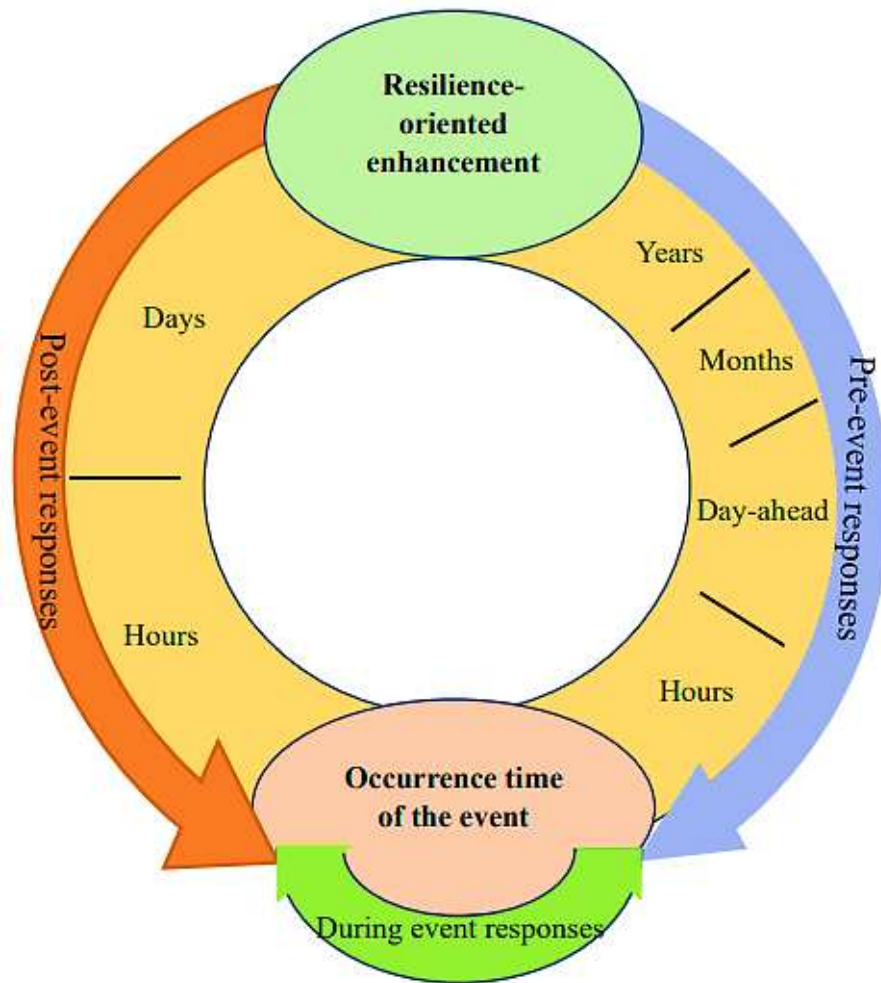 Resilience-
oriented
enhancement
Years
Months
Day-ahead
Hours
Pre-event responses
Days
Hours
Post-event responses
Occurrence time
of the event
During event responses